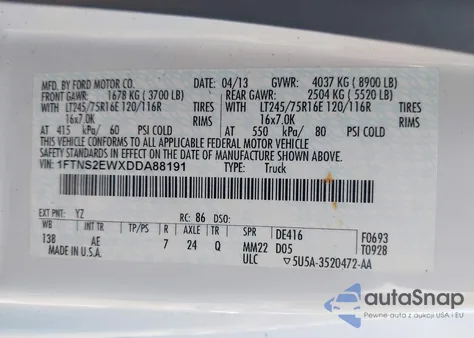 MFD. BY FORD MOTOR CO. 04/13 GVWR: 4037 KG ( 8900 LB)
FRONT GAWR: 1678 KG ( 3700 LB) REAR GAWR: 2504 KG ( 5520 LB)
WITH LT245/75R16E 120/116R TIRES WITH LT245/75R16E 120/116R TIRES
16x7.0K RIMS 16x7.0K RIMS
AT 415 kPa/ 60 PSI COLD AT 550 kPa/ 80 PSI COLD
THIS VEHICLE CONFORMS TO ALL APPLICABLE FEDERAL MOTOR VEHICLE
SAFETY STANDARDS IN EFFECT ON THE DATE OF MANUFACTURE SHOWN ABOVE.
VIN: 1FTNS2EWXDDA88191 TYPE: Truck
EXT PNT: YZ RC: 86 DSO:
WB INT TR TP/PS R AXLE TR SPR DE416 F0693
138 AE 7 24 Q MM22 D05 T0928
MADE IN U.S.A. ULC 5U5A-3520472-AA
autoSnap
Pewne auta z USA i EU